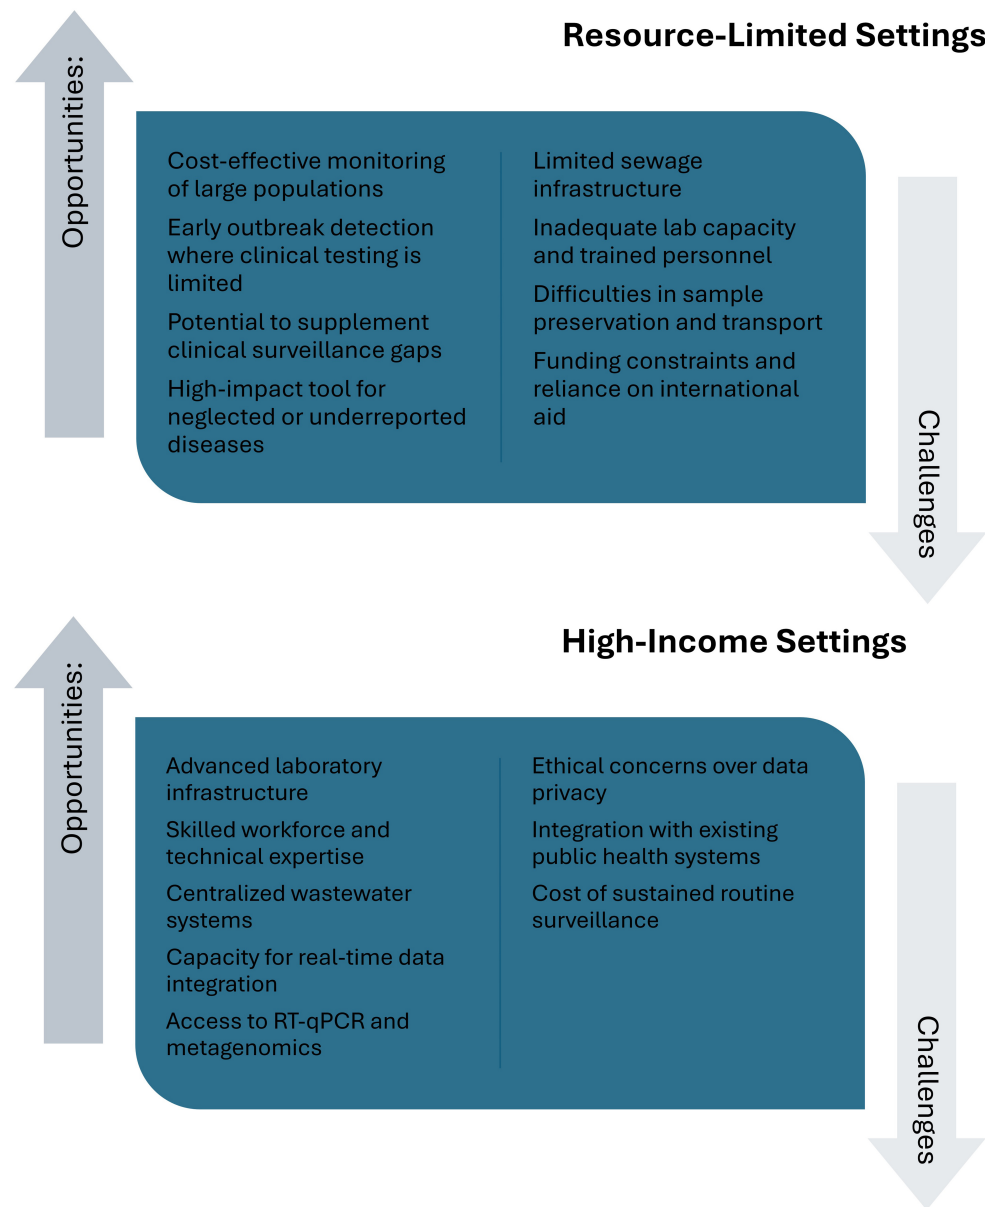 Resource-Limited Settings
Opportunities:
Cost-effective monitoring
of large populations
Early outbreak detection
where clinical testing is
limited
Potential to supplement
clinical surveillance gaps
High-impact tool for
neglected or underreported
diseases
Limited sewage
infrastructure
Inadequate lab capacity
and trained personnel
Difficulties in sample
preservation and transport
Funding constraints and
reliance on international
aid
Challenges
High-Income Settings
Opportunities:
Advanced laboratory
infrastructure
Skilled workforce and
technical expertise
Centralized wastewater
systems
Capacity for real-time data
integration
Access to RT-qPCR and
metagenomics
Ethical concerns over data
privacy
Integration with existing
public health systems
Cost of sustained routine
surveillance
Challenges